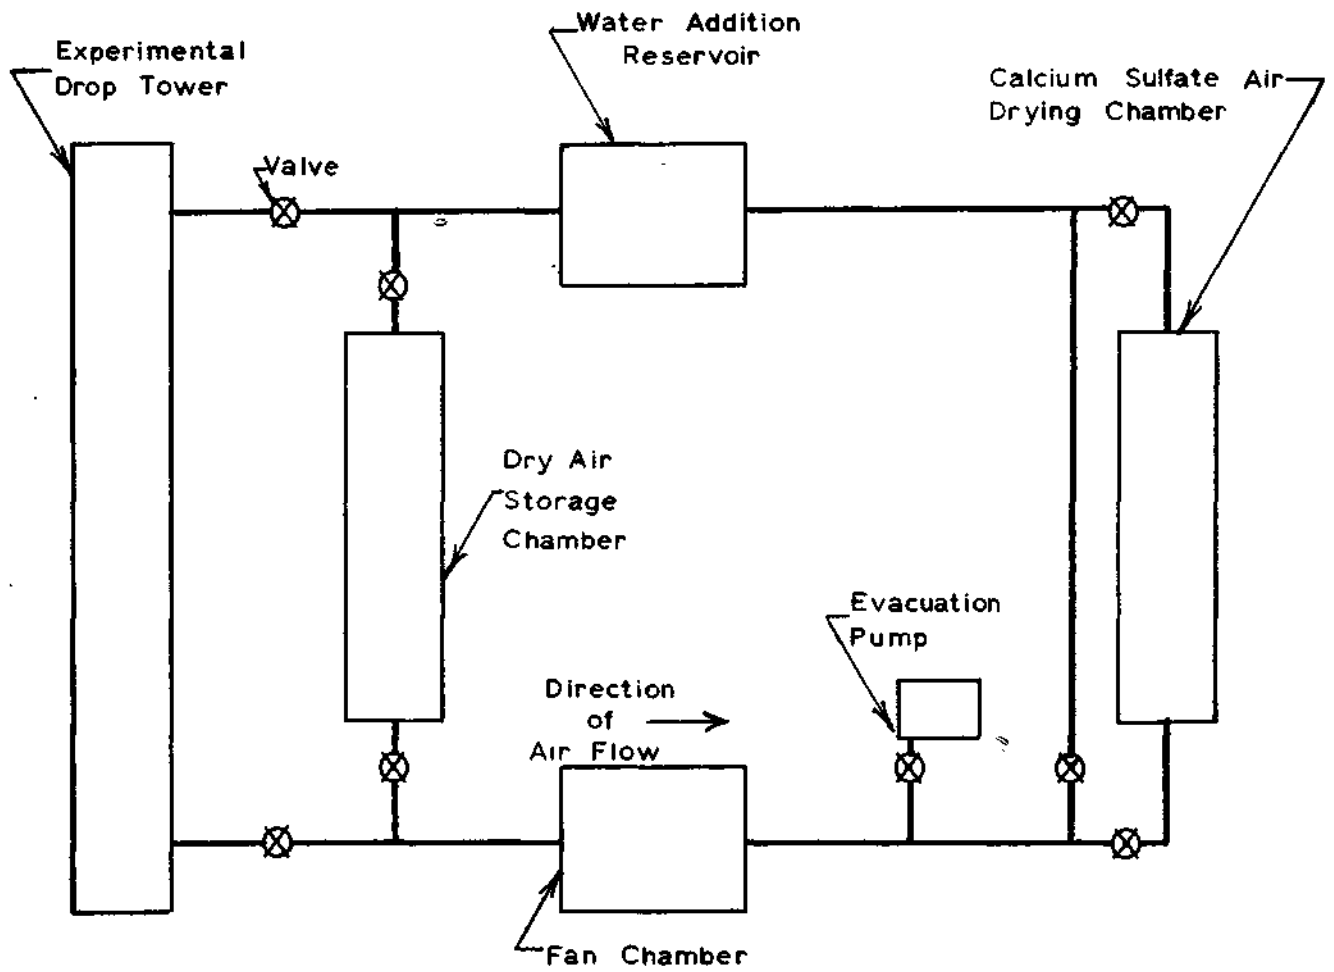 Experimental
Drop Tower
Water Addition
Reservoir
Calcium Sulfate Air
Drying Chamber
Valve
Dry Air
Storage
Chamber
Evacuation
Pump
Direction
of
Air Flow
Fan Chamber